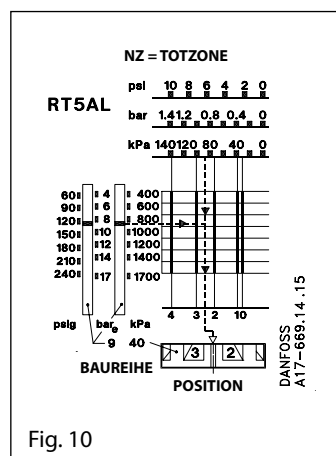 NZ = TOTZONE
psi 10 8 6 4 2 0
RT5AL
bar 1.4 1.2 0.8 0.4 0
kPa 140 120 80 40 0
60 4 400
90 6 600
120 8 800
150 10 1000
180 12 1200
210 14 1400
240 17 1700
4 3 2 10
psig bare kPa
9 40 3 2
BAUREIHE
POSITION
DANFOSS
A17-669.14.15
Fig. 10